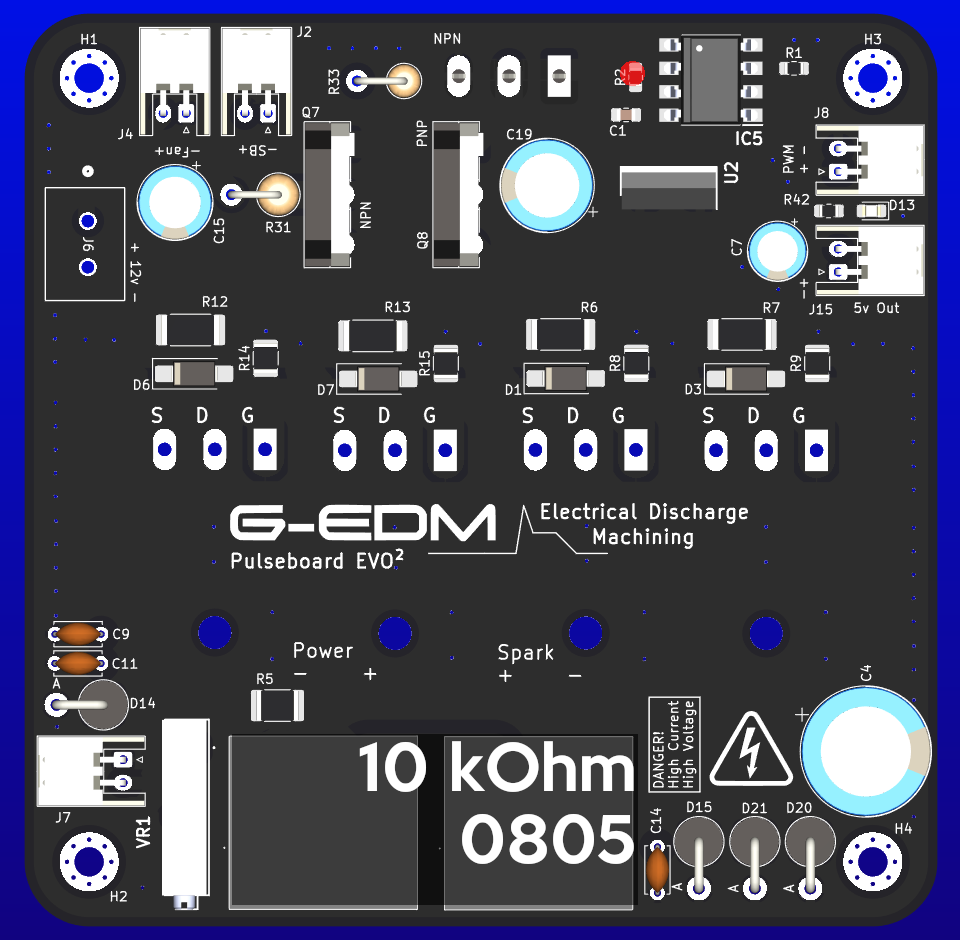 H1
J2
NPN
H3
R33
R2
R1
J4
C1
IC5
J8
Q7
-Fan+
-SB+
PNP
C19
U2
PWM - +
NPN
R31
C15
Q8
R42
D13
J6
+ 12v -
C7
+
-+
J15
5v Out
R12
R13
R6
R7
R14
R15
R8
R9
D6
D7
D1
D3
S D G
S D G
S D G
S D G
G-EDM
Electrical Discharge
Machining
Pulseboard EVO²
C9
C11
A
D14
Power
- +
Spark
+ -
R5
C4
+
DANGER!
High Current
High Voltage
10 kOhm
0805
J7
VR1
H2
C14
D15
D21
D20
A
A
A
H4